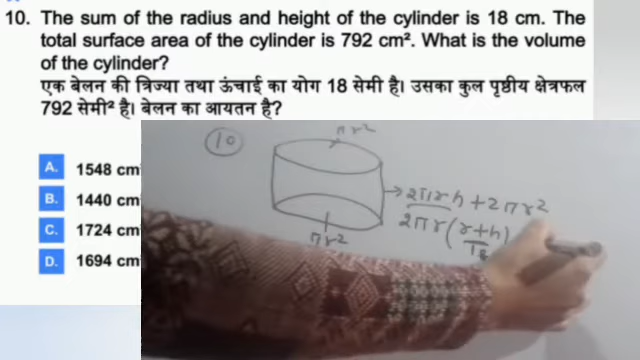 10. The sum of the radius and height of the cylinder is 18 cm. The
total surface area of the cylinder is 792 cm². What is the volume
of the cylinder?
एक बेलन की त्रिज्या तथा ऊंचाई का योग 18 सेमी है। उसका कुल पृष्ठीय क्षेत्रफल
792 सेमी² है। बेलन का आयतन है?
A. 1548 cm
B. 1440 cm
C. 1724 cm
D. 1694 cm
10
πr²
2πrh + 2πr²
2πr(r+h)
πr²